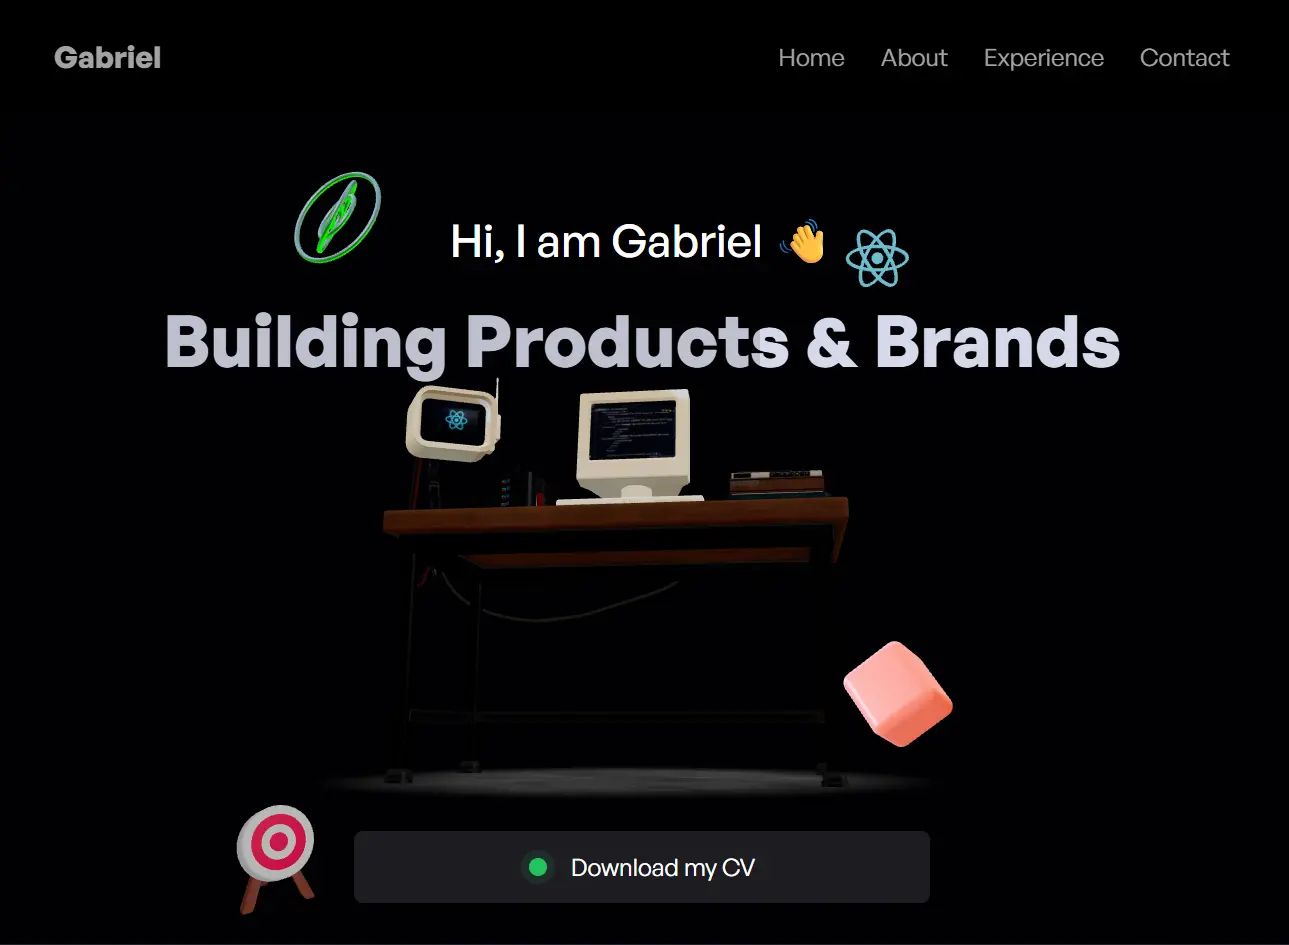 Gabriel
Home About Experience Contact
Hi, I am Gabriel 👋
Building Products & Brands
Download my CV